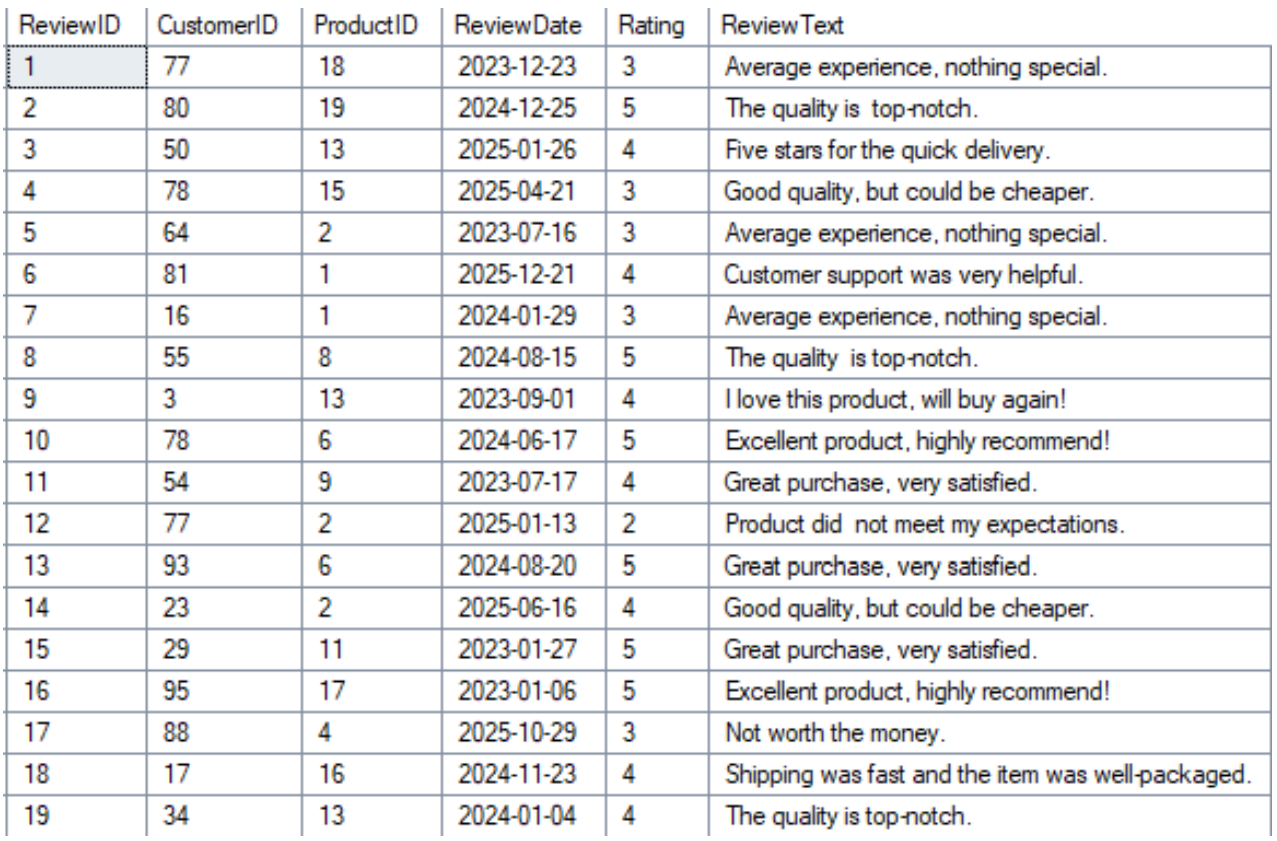 ReviewID CustomerID ProductID ReviewDate Rating ReviewText
1 77 18 2023-12-23 3 Average experience, nothing special.
2 80 19 2024-12-25 5 The quality is  top-notch.
3 50 13 2025-01-26 4 Five stars for the quick delivery.
4 78 15 2025-04-21 3 Good quality, but could be cheaper.
5 64 2 2023-07-16 3 Average experience, nothing special.
6 81 1 2025-12-21 4 Customer support was very helpful.
7 16 1 2024-01-29 3 Average experience, nothing special.
8 55 8 2024-08-15 5 The quality  is top-notch.
9 3 13 2023-09-01 4 I love this product, will buy again!
10 78 6 2024-06-17 5 Excellent product, highly recommend!
11 54 9 2023-07-17 4 Great purchase, very satisfied.
12 77 2 2025-01-13 2 Product did  not meet my expectations.
13 93 6 2024-08-20 5 Great purchase, very satisfied.
14 23 2 2025-06-16 4 Good quality, but could be cheaper.
15 29 11 2023-01-27 5 Great purchase, very satisfied.
16 95 17 2023-01-06 5 Excellent product, highly recommend!
17 88 4 2025-10-29 3 Not worth the money.
18 17 16 2024-11-23 4 Shipping was fast and the item was well-packaged.
19 34 13 2024-01-04 4 The quality is top-notch.